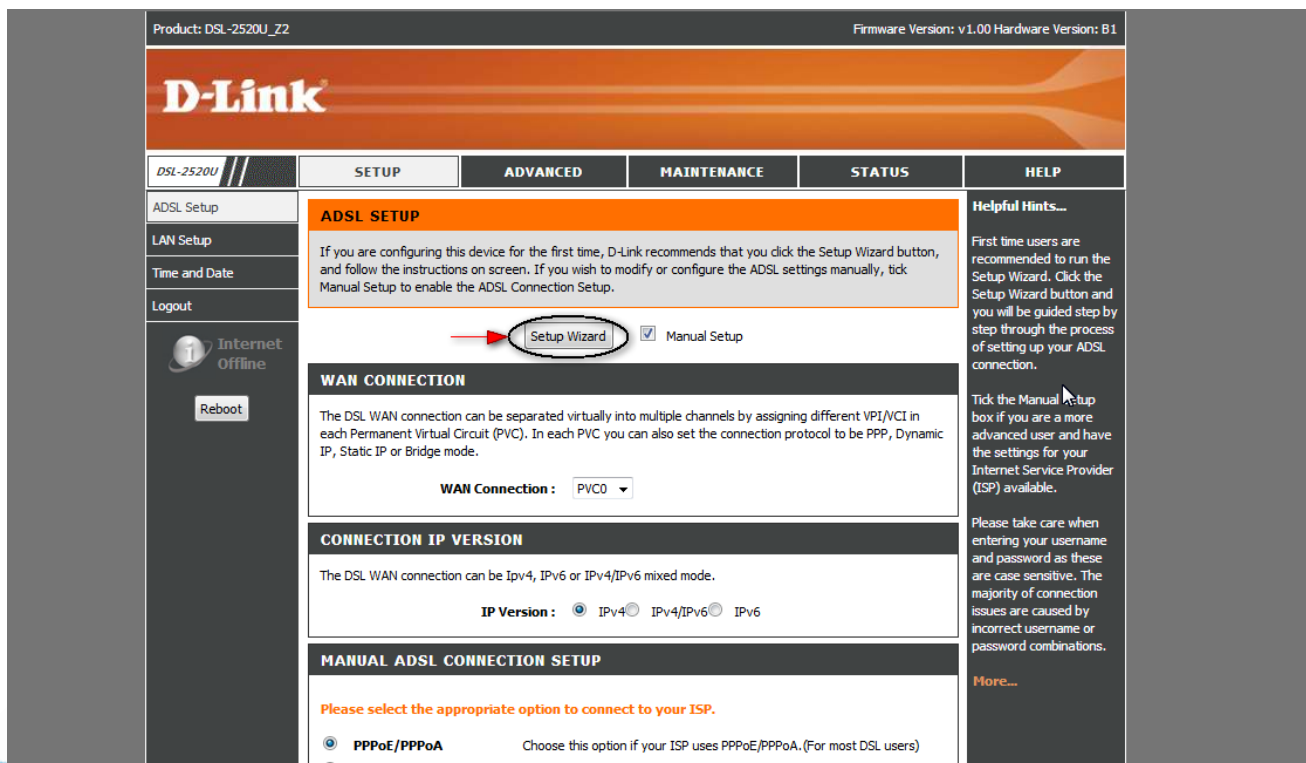 Product: DSL-2520U_Z2
Firmware Version: v1.00 Hardware Version: B1
D-Link
DSL-2520U
SETUP
ADVANCED
MAINTENANCE
STATUS
HELP
ADSL Setup
LAN Setup
Time and Date
Logout
Internet
Offline
Reboot
ADSL SETUP
If you are configuring this device for the first time, D-Link recommends that you click the Setup Wizard button,
and follow the instructions on screen. If you wish to modify or configure the ADSL settings manually, tick
Manual Setup to enable the ADSL Connection Setup.
Setup Wizard
Manual Setup
WAN CONNECTION
The DSL WAN connection can be separated virtually into multiple channels by assigning different VPI/VCI in
each Permanent Virtual Circuit (PVC). In each PVC you can also set the connection protocol to be PPP, Dynamic
IP, Static IP or Bridge mode.
WAN Connection : PVC0
CONNECTION IP VERSION
The DSL WAN connection can be Ipv4, IPv6 or IPv4/IPv6 mixed mode.
IP Version : IPv4 IPv4/IPv6 IPv6
MANUAL ADSL CONNECTION SETUP
Please select the appropriate option to connect to your ISP.
PPPoE/PPPoA Choose this option if your ISP uses PPPoE/PPPoA.(For most DSL users)
Helpful Hints...
First time users are
recommended to run the
Setup Wizard. Click the
Setup Wizard button and
you will be guided step by
step through the process
of setting up your ADSL
connection.
Tick the Manual Setup
box if you are a more
advanced user and have
the settings for your
Internet Service Provider
(ISP) available.
Please take care when
entering your username
and password as these
are case sensitive. The
majority of connection
issues are caused by
incorrect username or
password combinations.
More...